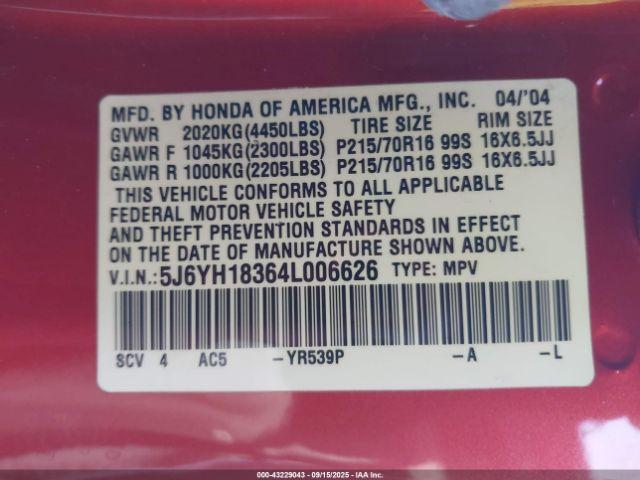 MFD. BY HONDA OF AMERICA MFG., INC. 04/'04
GVWR 2020KG(4450LBS) TIRE SIZE RIM SIZE
GAWR F 1045KG(2300LBS) P215/70R16 99S 16X6.5JJ
GAWR R 1000KG(2205LBS) P215/70R16 99S 16X6.5JJ
THIS VEHICLE CONFORMS TO ALL APPLICABLE
FEDERAL MOTOR VEHICLE SAFETY
AND THEFT PREVENTION STANDARDS IN EFFECT
ON THE DATE OF MANUFACTURE SHOWN ABOVE.
V.I.N.: 5J6YH18364L006626 TYPE: MPV
SCV 4 AC5 -YR539P -A -L
000-43229043 - 09/15/2025 - IAA Inc.